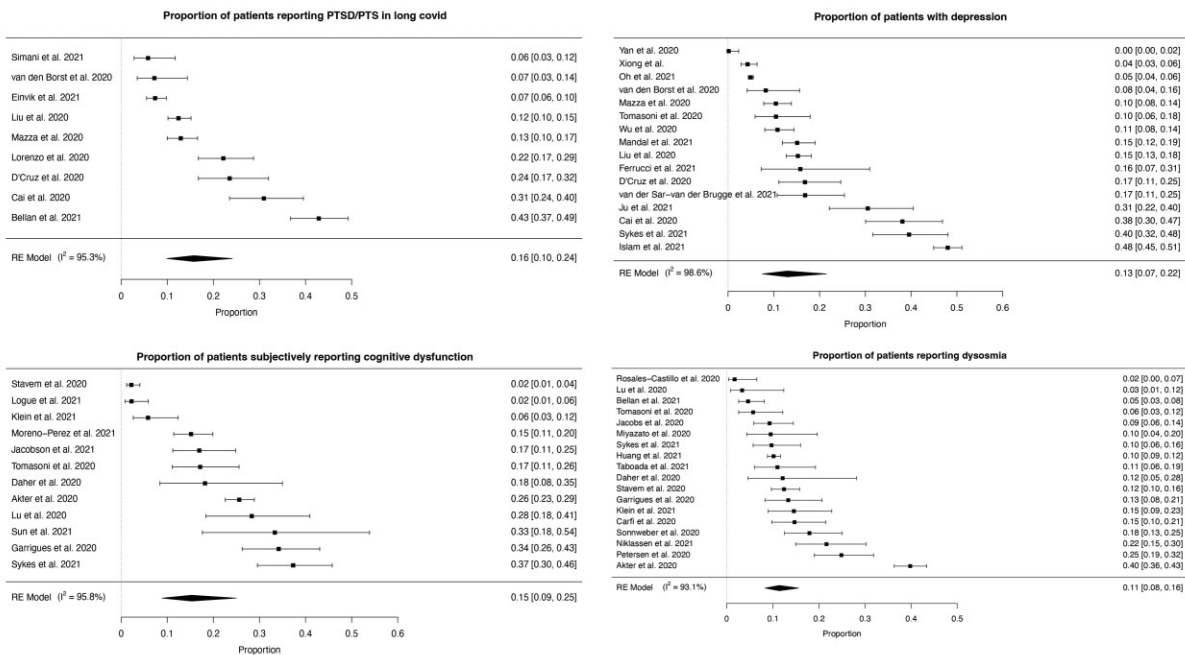 Proportion of patients reporting PTSD/PTS in long covid
Simani et al. 2021 0.06 [0.03, 0.12]
van den Borst et al. 2020 0.07 [0.03, 0.14]
Einvik et al. 2021 0.07 [0.06, 0.10]
Liu et al. 2020 0.12 [0.10, 0.15]
Mazza et al. 2020 0.13 [0.10, 0.17]
Lorenzo et al. 2020 0.22 [0.17, 0.29]
D'Cruz et al. 2020 0.24 [0.17, 0.32]
Cai et al. 2020 0.31 [0.24, 0.40]
Bellan et al. 2021 0.43 [0.37, 0.49]
RE Model (I² = 95.3%) 0.16 [0.10, 0.24]
0 0.1 0.2 0.3 0.4 0.5
Proportion
Proportion of patients with depression
Yan et al. 2020 0.00 [0.00, 0.02]
Xiong et al. 0.04 [0.03, 0.06]
Oh et al. 2021 0.05 [0.04, 0.06]
van den Borst et al. 2020 0.08 [0.04, 0.16]
Mazza et al. 2020 0.10 [0.08, 0.14]
Tomasoni et al. 2020 0.10 [0.06, 0.18]
Wu et al. 2020 0.11 [0.08, 0.14]
Mandal et al. 2021 0.15 [0.12, 0.19]
Liu et al. 2020 0.15 [0.13, 0.18]
Ferrucci et al. 2021 0.16 [0.07, 0.31]
D'Cruz et al. 2020 0.17 [0.11, 0.25]
van der Sar–van der Brugge et al. 2021 0.17 [0.11, 0.25]
Ju et al. 2021 0.31 [0.22, 0.40]
Cai et al. 2020 0.38 [0.30, 0.47]
Sykes et al. 2021 0.40 [0.32, 0.48]
Islam et al. 2021 0.48 [0.45, 0.51]
RE Model (I² = 98.6%) 0.13 [0.07, 0.22]
0 0.1 0.2 0.3 0.4 0.5 0.6
Proportion
Proportion of patients subjectively reporting cognitive dysfunction
Stavem et al. 2020 0.02 [0.01, 0.04]
Logue et al. 2021 0.02 [0.01, 0.06]
Klein et al. 2021 0.06 [0.03, 0.12]
Moreno–Perez et al. 2021 0.15 [0.11, 0.20]
Jacobson et al. 2021 0.17 [0.11, 0.25]
Tomasoni et al. 2020 0.17 [0.11, 0.26]
Daher et al. 2020 0.18 [0.08, 0.35]
Akter et al. 2020 0.26 [0.23, 0.29]
Lu et al. 2020 0.28 [0.18, 0.41]
Sun et al. 2021 0.33 [0.18, 0.54]
Garrigues et al. 2020 0.34 [0.26, 0.43]
Sykes et al. 2021 0.37 [0.30, 0.46]
RE Model (I² = 95.8%) 0.15 [0.09, 0.25]
0 0.1 0.2 0.3 0.4 0.5 0.6
Proportion
Proportion of patients reporting dysosmia
Rosales–Castillo et al. 2020 0.02 [0.00, 0.07]
Lu et al. 2020 0.03 [0.01, 0.12]
Bellan et al. 2021 0.05 [0.03, 0.08]
Tomasoni et al. 2020 0.06 [0.03, 0.12]
Jacobs et al. 2020 0.09 [0.06, 0.14]
Miyazato et al. 2020 0.10 [0.04, 0.20]
Sykes et al. 2021 0.10 [0.06, 0.16]
Huang et al. 2021 0.10 [0.09, 0.12]
Taboada et al. 2021 0.11 [0.06, 0.19]
Daher et al. 2020 0.12 [0.05, 0.28]
Stavem et al. 2020 0.12 [0.10, 0.16]
Garrigues et al. 2020 0.13 [0.08, 0.21]
Klein et al. 2021 0.15 [0.09, 0.23]
Carfi et al. 2020 0.15 [0.10, 0.21]
Sonnweber et al. 2020 0.18 [0.13, 0.25]
Niklassen et al. 2021 0.22 [0.15, 0.30]
Petersen et al. 2020 0.25 [0.19, 0.32]
Akter et al. 2020 0.40 [0.36, 0.43]
RE Model (I² = 93.1%) 0.11 [0.08, 0.16]
0 0.1 0.2 0.3 0.4 0.5
Proportion